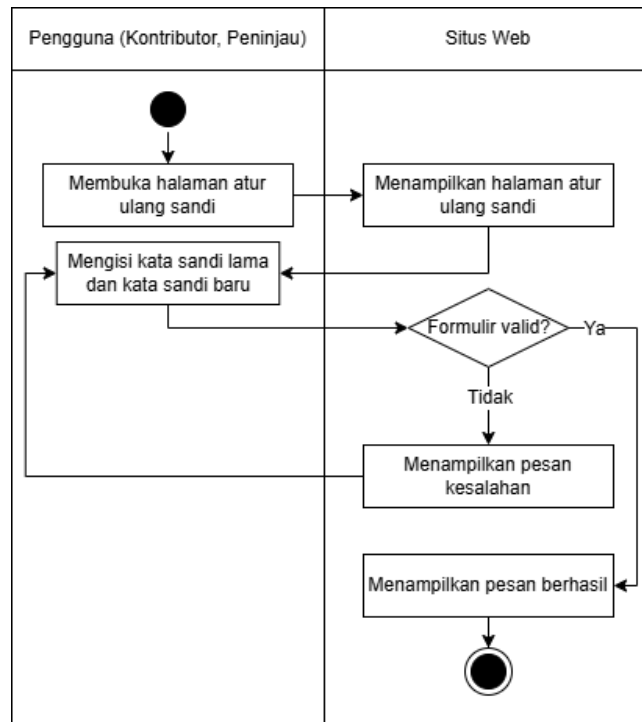 Pengguna (Kontributor, Peninjau)
Situs Web
Membuka halaman atur
ulang sandi
Menampilkan halaman atur
ulang sandi
Mengisi kata sandi lama
dan kata sandi baru
Formulir valid?
Ya
Tidak
Menampilkan pesan
kesalahan
Menampilkan pesan berhasil